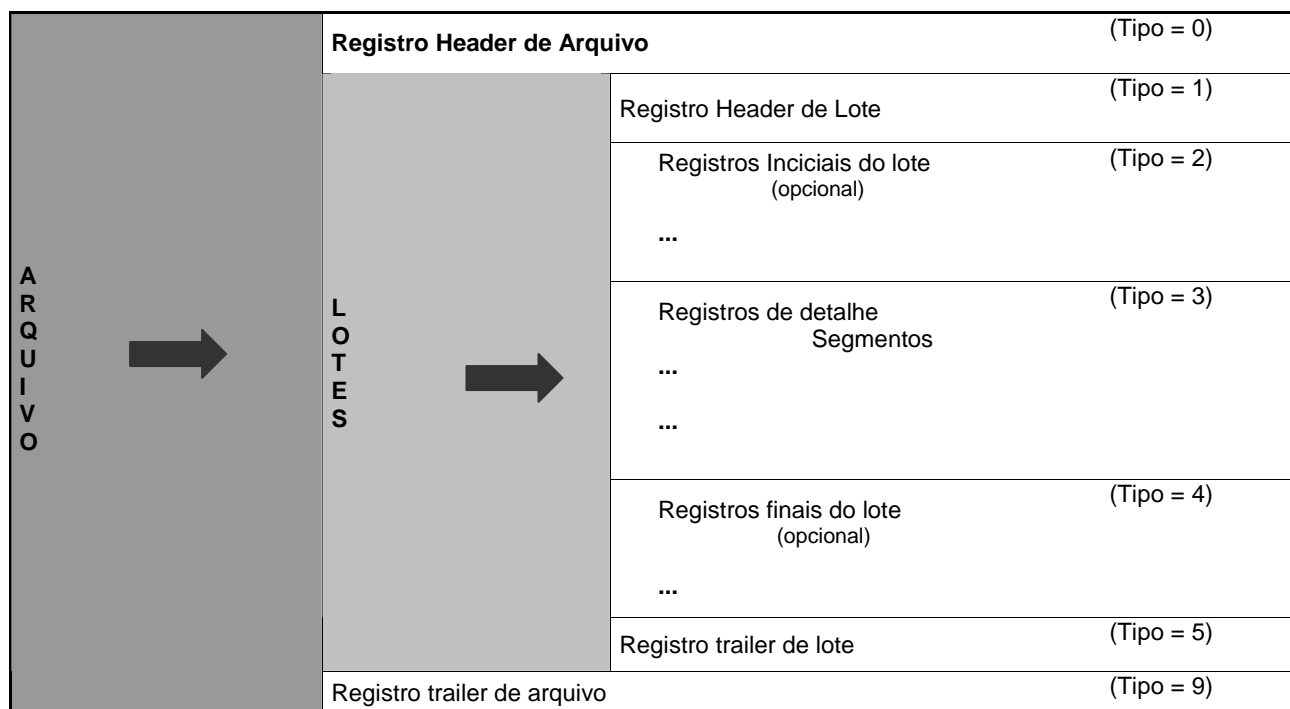 Registro Header de Arquivo (Tipo = 0)
Registro Header de Lote (Tipo = 1)
Registros Inciciais do lote (Tipo = 2)
(opcional)
...
A
R
Q
U
I
V
O
L
O
T
E
S
Registros de detalhe (Tipo = 3)
Segmentos
...
...
Registros finais do lote (Tipo = 4)
(opcional)
...
Registro trailer de lote (Tipo = 5)
Registro trailer de arquivo (Tipo = 9)